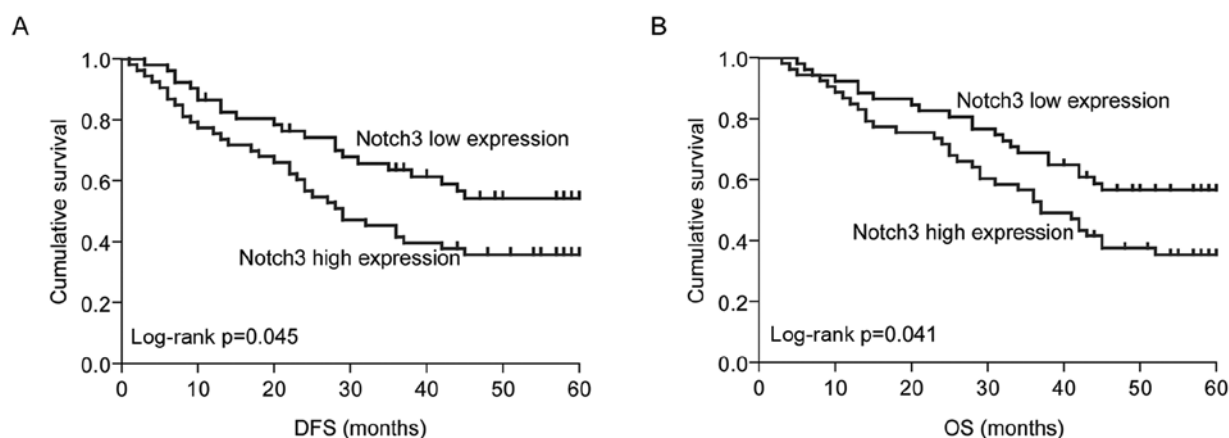 A
Cumulative survival
1.0
0.8
0.6
0.4
0.2
0.0
Notch3 low expression
Notch3 high expression
Log-rank p=0.045
0 10 20 30 40 50 60
DFS (months)
B
Cumulative survival
1.0
0.8
0.6
0.4
0.2
0.0
Notch3 low expression
Notch3 high expression
Log-rank p=0.041
0 10 20 30 40 50 60
OS (months)